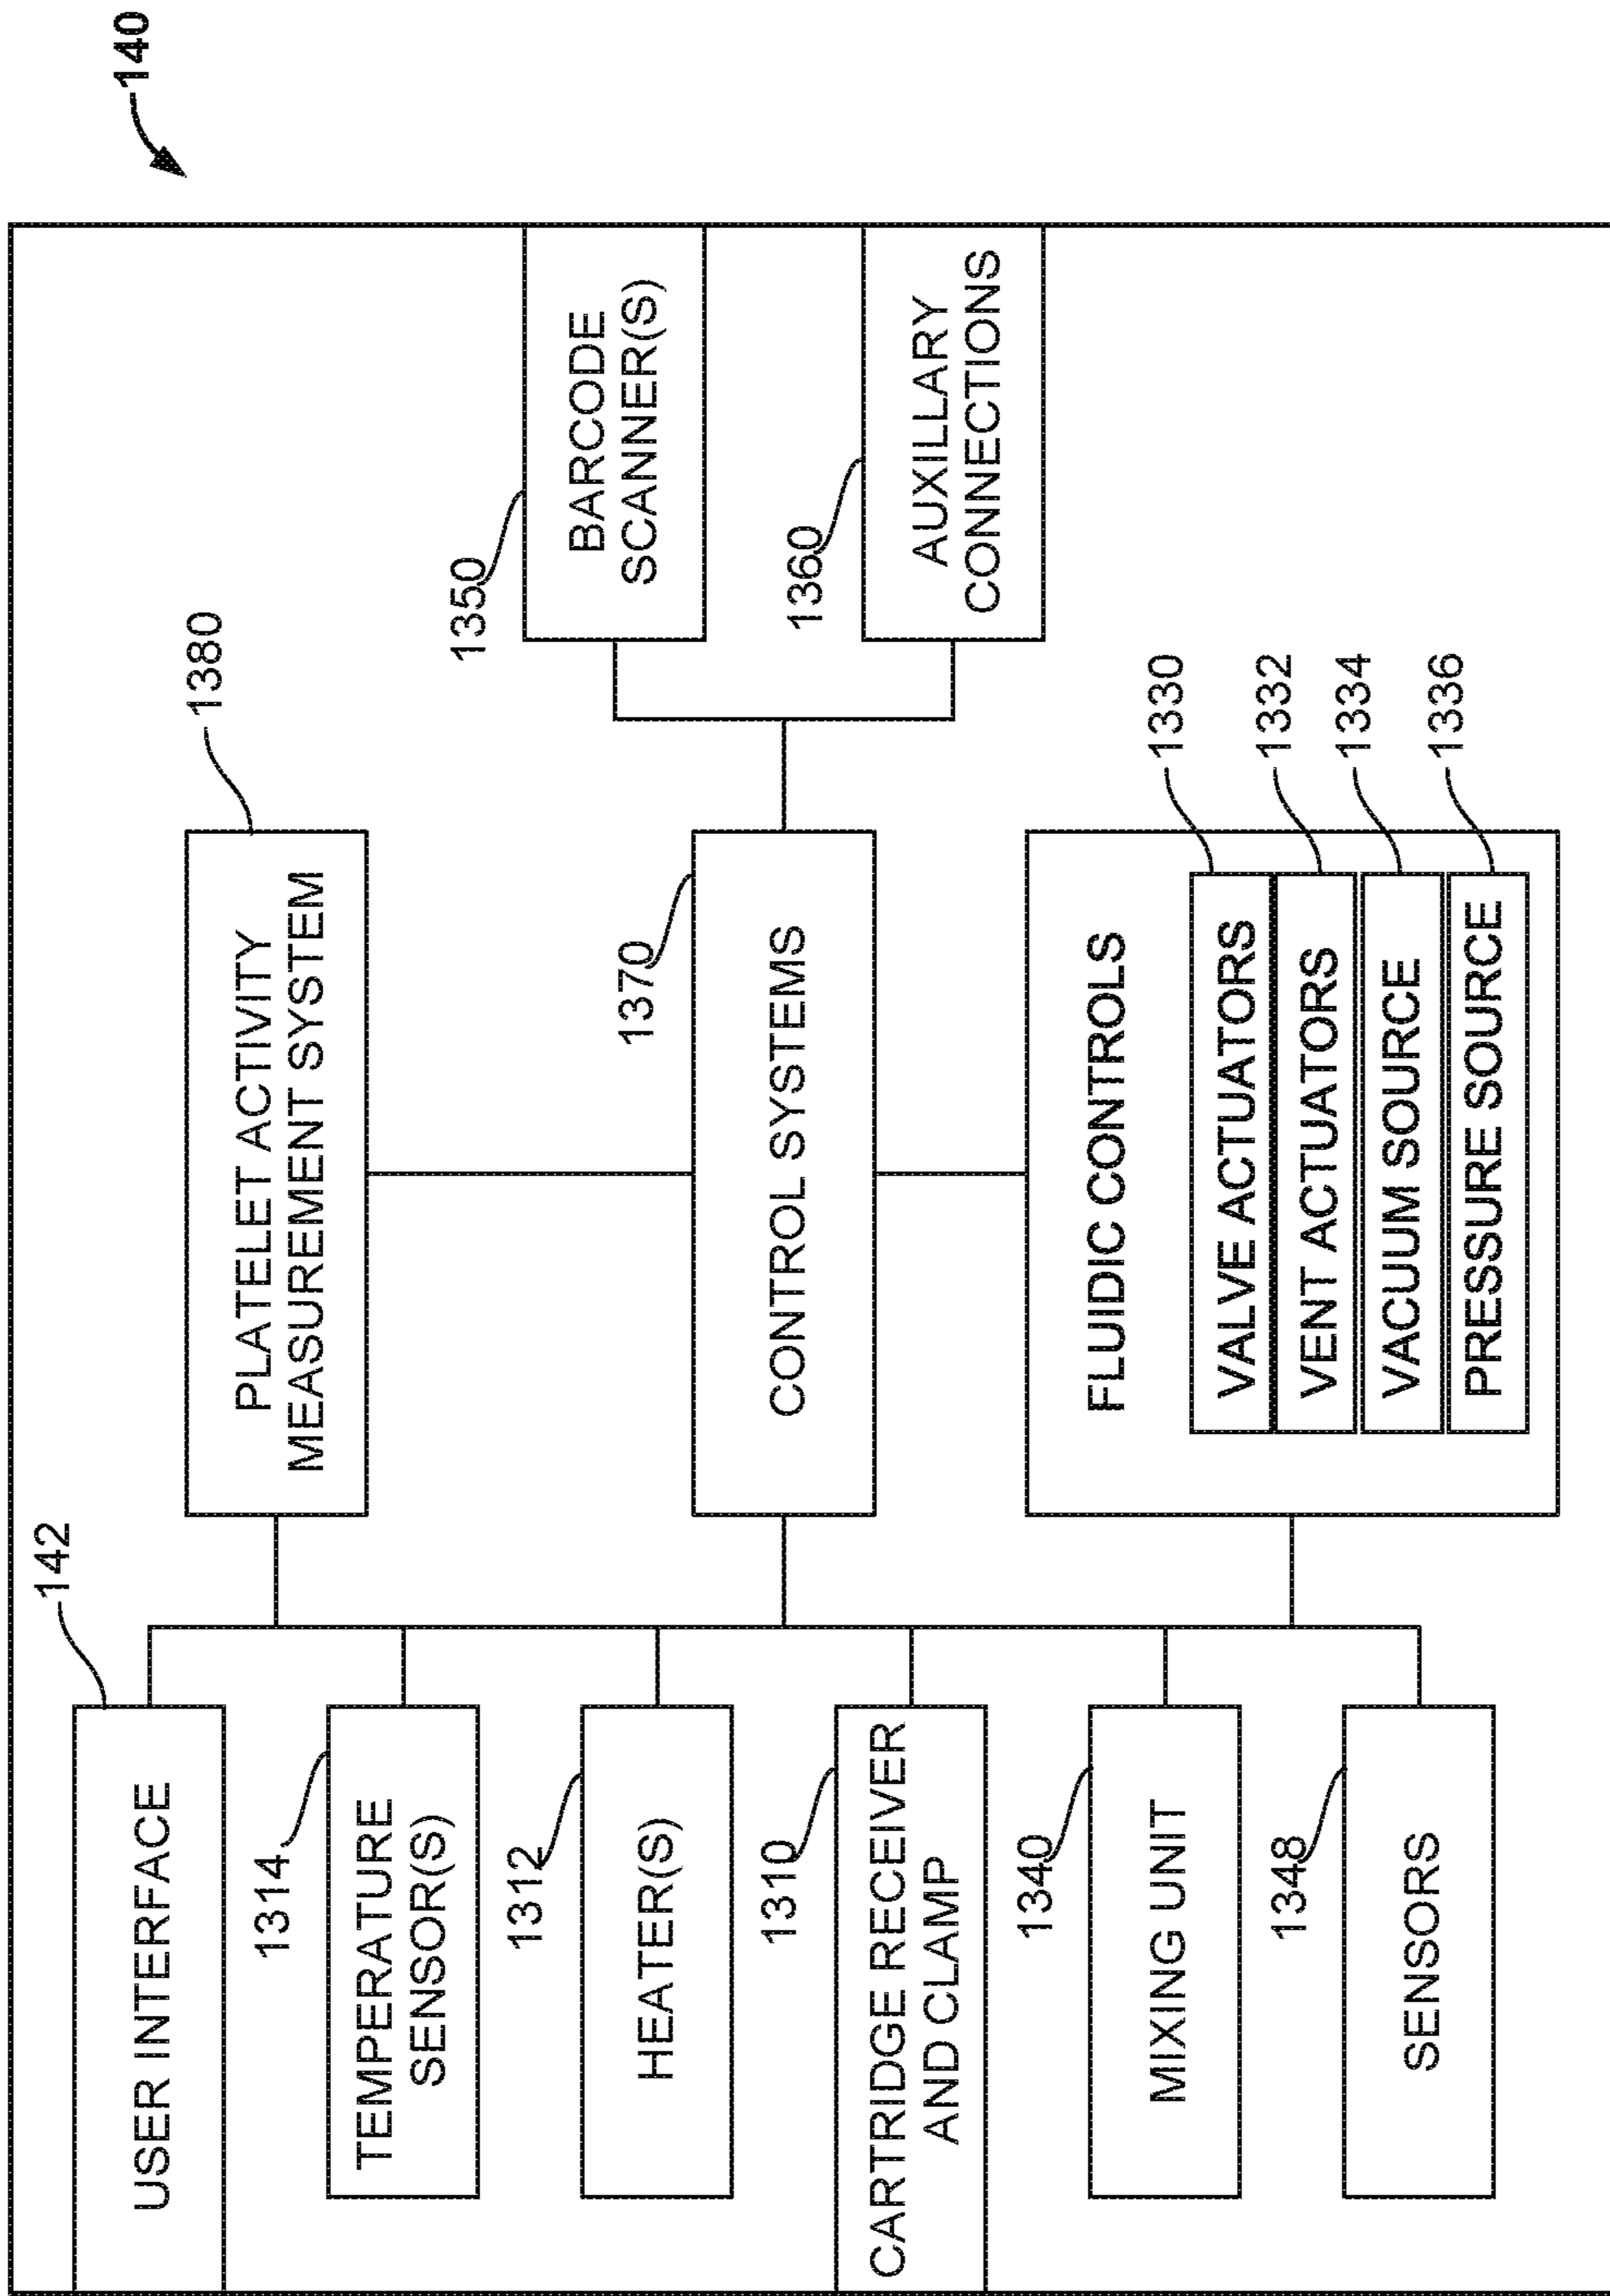 140
USER INTERFACE
142
TEMPERATURE
SENSOR(S)
1314
HEATER(S)
1312
CARTRIDGE RECEIVER
AND CLAMP
1310
MIXING UNIT
1340
SENSORS
1348
PLATELET ACTIVITY
MEASUREMENT SYSTEM
1380
CONTROL SYSTEMS
1370
FLUIDIC CONTROLS
VALVE ACTUATORS
1330
VENT ACTUATORS
1332
VACUUM SOURCE
1334
PRESSURE SOURCE
1336
BARCODE
SCANNER(S)
1350
AUXILLARY
CONNECTIONS
1360